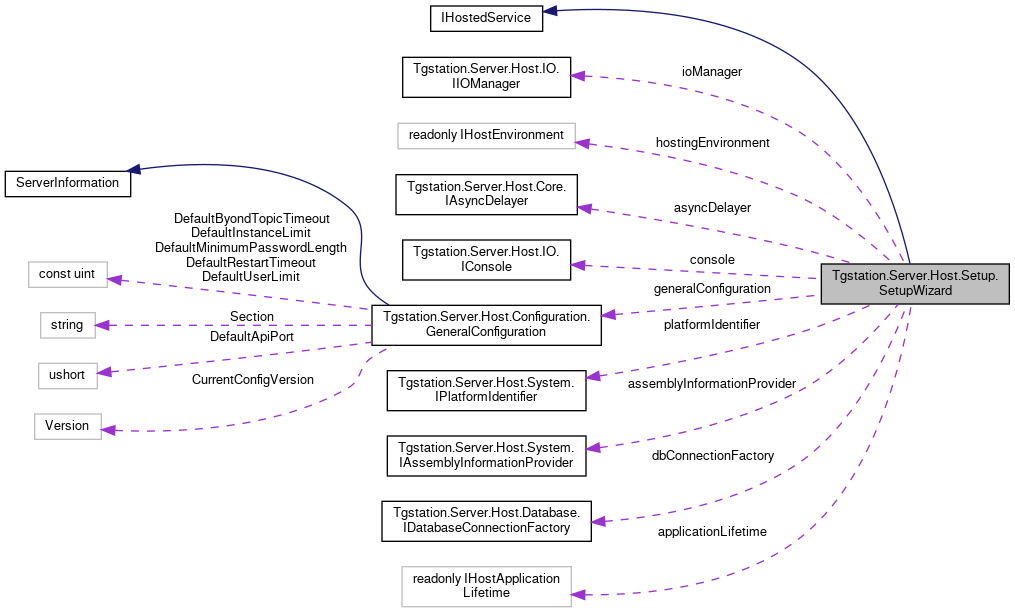 IHostedService
Tgstation.Server.Host.IO.
IIOManager
ioManager
readonly IHostEnvironment
hostingEnvironment
ServerInformation
Tgstation.Server.Host.Core.
IAsyncDelayer
asyncDelayer
DefaultByondTopicTimeout
DefaultInstanceLimit
DefaultMinimumPasswordLength
DefaultRestartTimeout
DefaultUserLimit
const uint
Tgstation.Server.Host.IO.
IConsole
console
Tgstation.Server.Host.Setup.
SetupWizard
generalConfiguration
string
Section
DefaultApiPort
Tgstation.Server.Host.Configuration.
GeneralConfiguration
platformIdentifier
ushort
CurrentConfigVersion
Tgstation.Server.Host.System.
IPlatformIdentifier
assemblyInformationProvider
Version
Tgstation.Server.Host.System.
IAssemblyInformationProvider
dbConnectionFactory
Tgstation.Server.Host.Database.
IDatabaseConnectionFactory
applicationLifetime
readonly IHostApplication
Lifetime